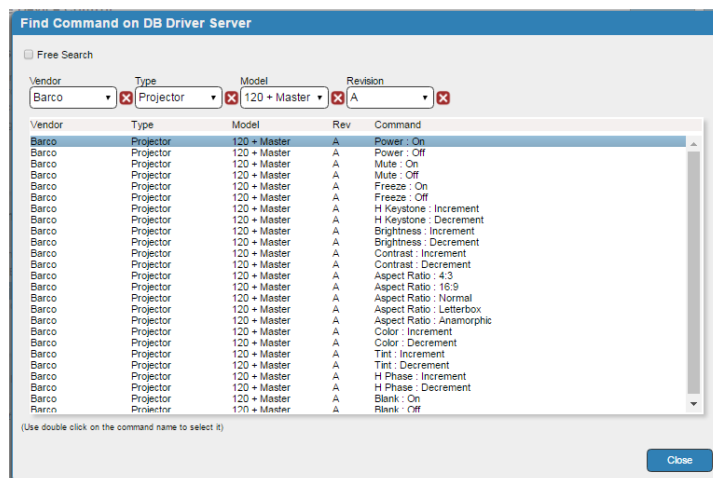 Find Command on DB Driver Server
Free Search
Vendor Type Model Revision
Barco Projector 120 + Master A
Vendor Type Model Rev Command
Barco Projector 120 + Master A Power : On
Barco Projector 120 + Master A Power : Off
Barco Projector 120 + Master A Mute : On
Barco Projector 120 + Master A Mute : Off
Barco Projector 120 + Master A Freeze : On
Barco Projector 120 + Master A Freeze : Off
Barco Projector 120 + Master A H Keystone : Increment
Barco Projector 120 + Master A H Keystone : Decrement
Barco Projector 120 + Master A Brightness : Increment
Barco Projector 120 + Master A Brightness : Decrement
Barco Projector 120 + Master A Contrast : Increment
Barco Projector 120 + Master A Contrast : Decrement
Barco Projector 120 + Master A Aspect Ratio : 4:3
Barco Projector 120 + Master A Aspect Ratio : 16:9
Barco Projector 120 + Master A Aspect Ratio : Normal
Barco Projector 120 + Master A Aspect Ratio : Letterbox
Barco Projector 120 + Master A Aspect Ratio : Anamorphic
Barco Projector 120 + Master A Color : Increment
Barco Projector 120 + Master A Color : Decrement
Barco Projector 120 + Master A Tint : Increment
Barco Projector 120 + Master A Tint : Decrement
Barco Projector 120 + Master A H Phase : Increment
Barco Projector 120 + Master A H Phase : Decrement
Barco Projector 120 + Master A Blank : On
Barco Projector 120 + Master A Blank : Off
(Use double click on the command name to select it)
Close